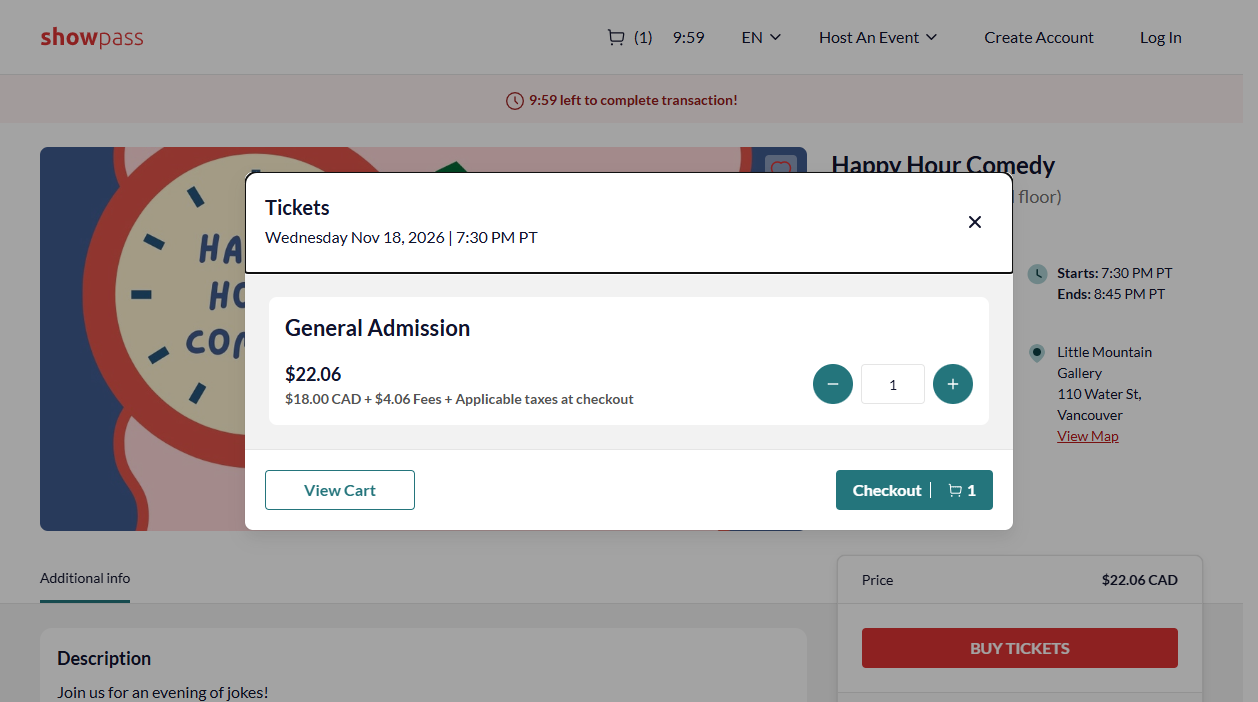 showpass
(1) 9:59 EN Host An Event Create Account Log In
9:59 left to complete transaction!
Happy Hour Comedy
floor)
Tickets
Wednesday Nov 18, 2026 | 7:30 PM PT
General Admission
$22.06
$18.00 CAD + $4.06 Fees + Applicable taxes at checkout
1
View Cart
Checkout | 1
HA
HO
COM
Starts: 7:30 PM PT
Ends: 8:45 PM PT
Little Mountain
Gallery
110 Water St,
Vancouver
View Map
Additional info
Price $22.06 CAD
BUY TICKETS
Description
Join us for an evening of jokes!